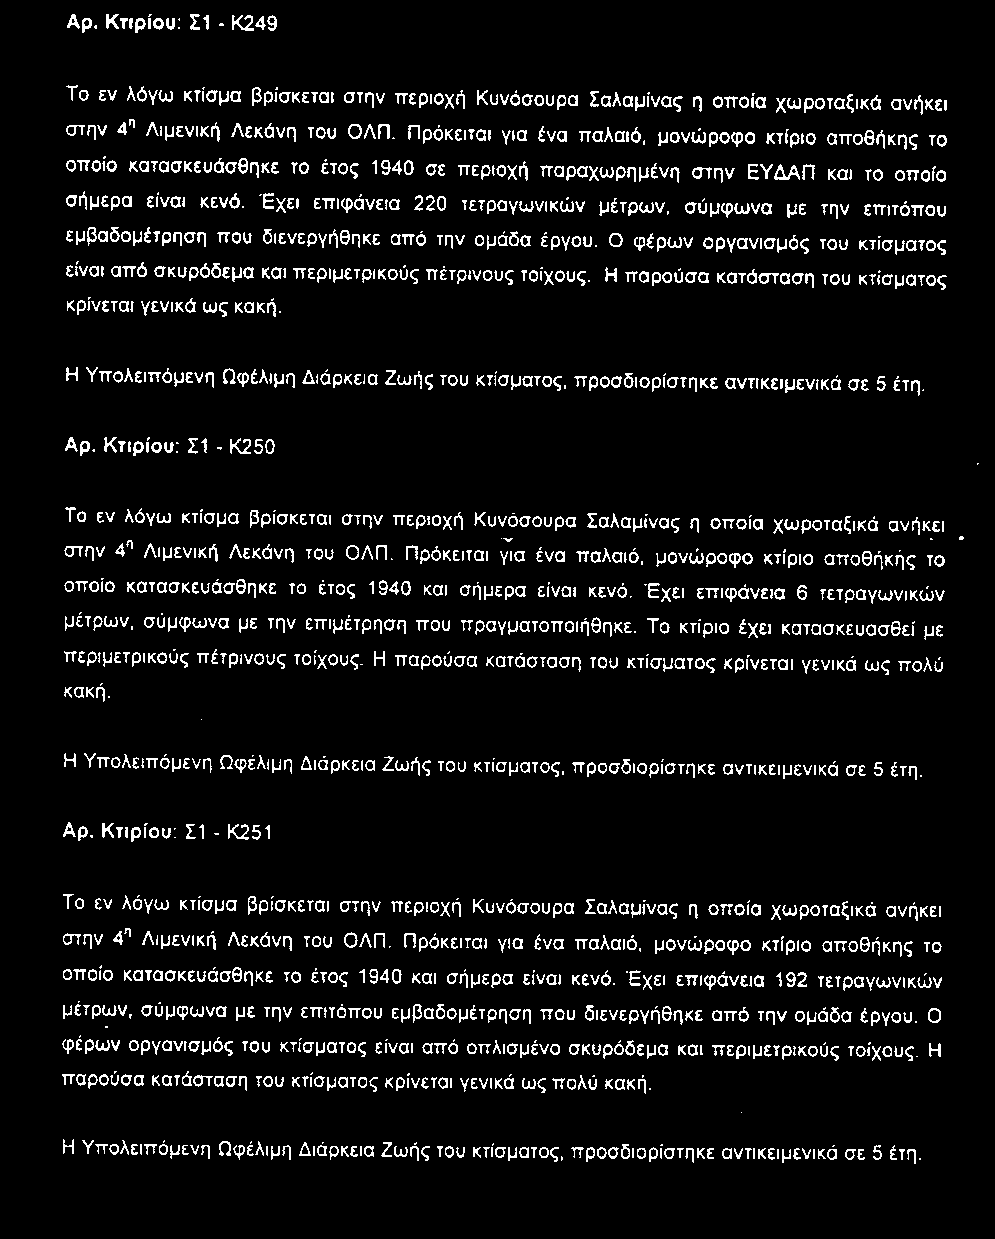 Αρ. Κτιρίου: Σ1 - Κ249
Το εν λόγω κτίσμα βρίσκεται στην περιοχή Κυνόσουρα Σαλαμίνας η οποία χωροταξικά ανήκει
στην 4η Λιμενική Λεκάνη του ΟΛΠ. Πρόκειται για ένα παλαιό, μονώροφο κτίριο αποθήκης το
οποίο κατασκευάσθηκε το έτος 1940 σε περιοχή παραχωρημένη στην ΕΥΔΑΠ και το οποίο
σήμερα είναι κενό. Έχει επιφάνεια 220 τετραγωνικών μέτρων, σύμφωνα με την επιτόπου
εμβαδομέτρηση που διενεργήθηκε από την ομάδα έργου. Ο φέρων οργανισμός του κτίσματος
είναι από σκυρόδεμα και περιμετρικούς πέτρινους τοίχους. Η παρούσα κατάσταση του κτίσματος
κρίνεται γενικά ως κακή.
Η Υπολειπόμενη Ωφέλιμη Διάρκεια Ζωής του κτίσματος, προσδιορίστηκε αντικειμενικά σε 5 έτη.
Αρ. Κτιρίου: Σ1 - Κ250
Το εν λόγω κτίσμα βρίσκεται στην περιοχή Κυνόσουρα Σαλαμίνας η οποία χωροταξικά ανήκει
στην 4η Λιμενική Λεκάνη του ΟΛΠ. Πρόκειται για ένα παλαιό, μονώροφο κτίριο αποθήκης το
οποίο κατασκευάσθηκε το έτος 1940 και σήμερα είναι κενό. Έχει επιφάνεια 6 τετραγωνικών
μέτρων, σύμφωνα με την επιμέτρηση που πραγματοποιήθηκε. Το κτίριο έχει κατασκευασθεί με
περιμετρικούς πέτρινους τοίχους. Η παρούσα κατάσταση του κτίσματος κρίνεται γενικά ως πολύ
κακή.
Η Υπολειπόμενη Ωφέλιμη Διάρκεια Ζωής του κτίσματος, προσδιορίστηκε αντικειμενικά σε 5 έτη.
Αρ. Κτιρίου: Σ1 - Κ251
Το εν λόγω κτίσμα βρίσκεται στην περιοχή Κυνόσουρα Σαλαμίνας η οποία χωροταξικά ανήκει
στην 4η Λιμενική Λεκάνη του ΟΛΠ. Πρόκειται για ένα παλαιό, μονώροφο κτίριο αποθήκης το
οποίο κατασκευάσθηκε το έτος 1940 και σήμερα είναι κενό. Έχει επιφάνεια 192 τετραγωνικών
μέτρων, σύμφωνα με την επιτόπου εμβαδομέτρηση που διενεργήθηκε από την ομάδα έργου. Ο
φέρων οργανισμός του κτίσματος είναι από οπλισμένο σκυρόδεμα και περιμετρικούς τοίχους. Η
παρούσα κατάσταση του κτίσματος κρίνεται γενικά ως πολύ κακή.
Η Υπολειπόμενη Ωφέλιμη Διάρκεια Ζωής του κτίσματος, προσδιορίστηκε αντικειμενικά σε 5 έτη.